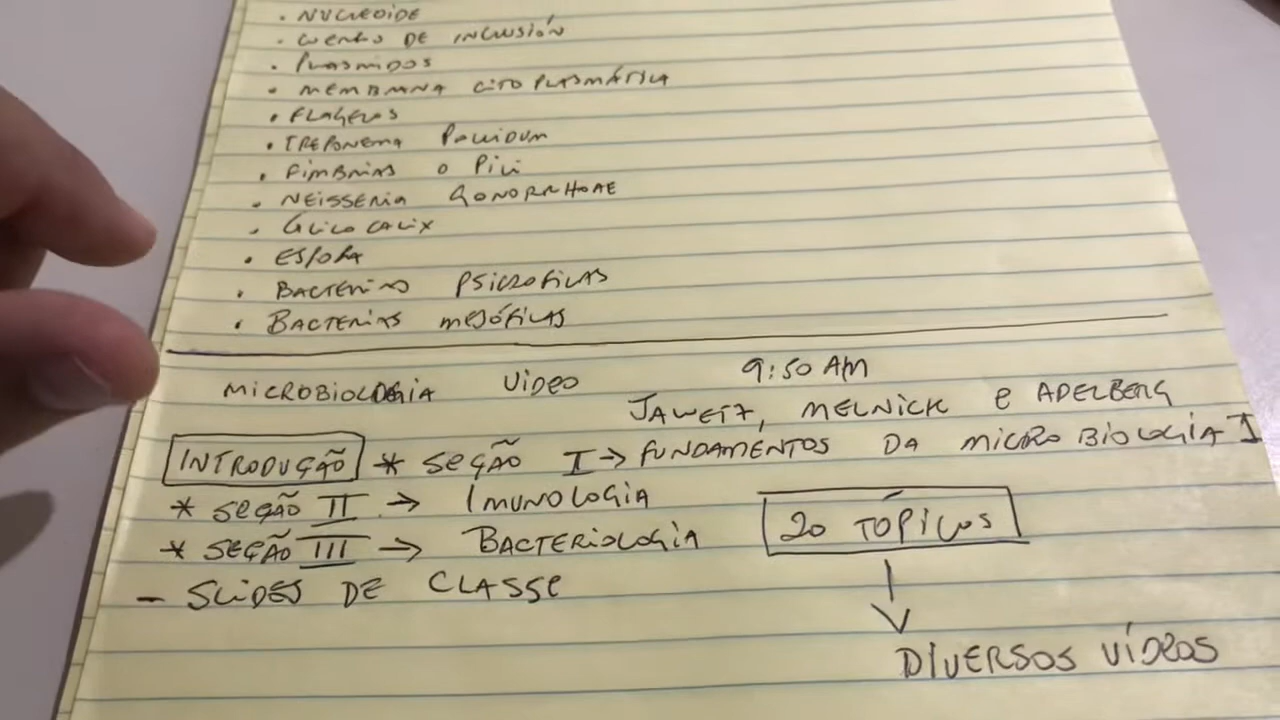 • NUCLEOIDE
• CUERPOS DE INCLUSIÓN
• PLASMIDOS
• MEMBRANA CITOPLASMÁTICA
• FLAGELOS
• TREPONEMA PALLIDUM
• FIMBRIAS O PILI
• NEISSERIA GONORRHOAE
• GLICOCALIX
• ESPORA
• BACTERIAS PSICROFILAS
• BACTERIAS MESÓFILAS
MICROBIOLOGIA VIDEO 9:50 AM
JAWETZ, MELNICK e ADELBERG
INTRODUÇÃO * SEÇÃO I → FUNDAMENTOS DA MICROBIOLOGIA I
* SEÇÃO II → IMUNOLOGIA
* SEÇÃO III → BACTERIOLOGIA
20 TÓPICOS
- SLIDES DE CLASSE
DIVERSOS VÍDEOS